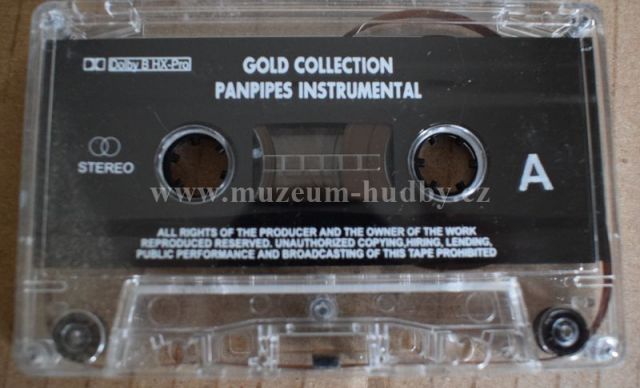 Dolby B HX-Pro
GOLD COLLECTION
PANPIPES INSTRUMENTAL
STEREO
A
www.muzeum-hudby.cz
ALL RIGHTS OF THE PRODUCER AND THE OWNER OF THE WORK
REPRODUCED RESERVED. UNAUTHORIZED COPYING,HIRING, LENDING,
PUBLIC PERFORMANCE AND BROADCASTING OF THIS TAPE PROHIBITED